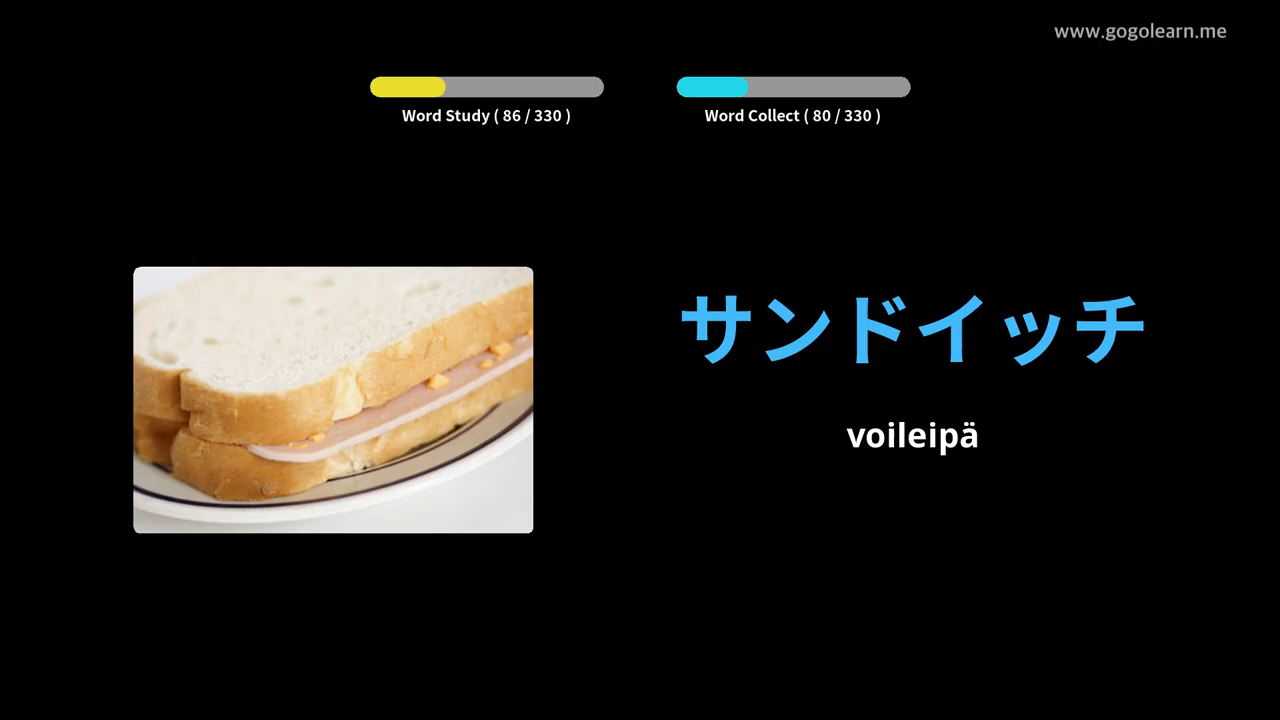 www.gogolearn.me
Word Study ( 86 / 330 )
Word Collect ( 80 / 330 )
サンドイッチ
voileipä